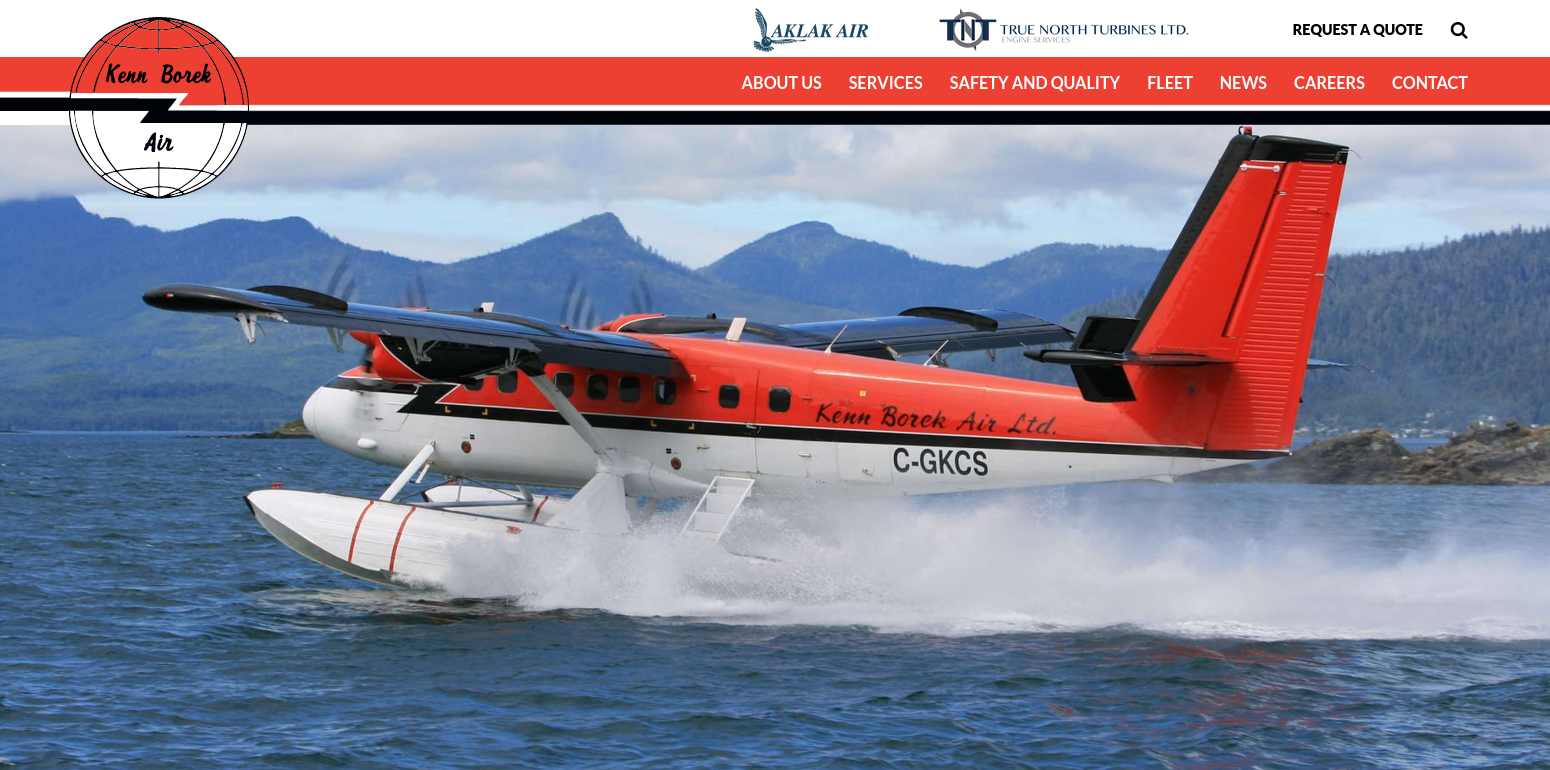 AKLAK AIR
TNT TRUE NORTH TURBINES LTD.
ENGINE SERVICES
REQUEST A QUOTE
Kenn Borek
Air
ABOUT US SERVICES SAFETY AND QUALITY FLEET NEWS CAREERS CONTACT
Kenn Borek Air Ltd.
C-GKCS